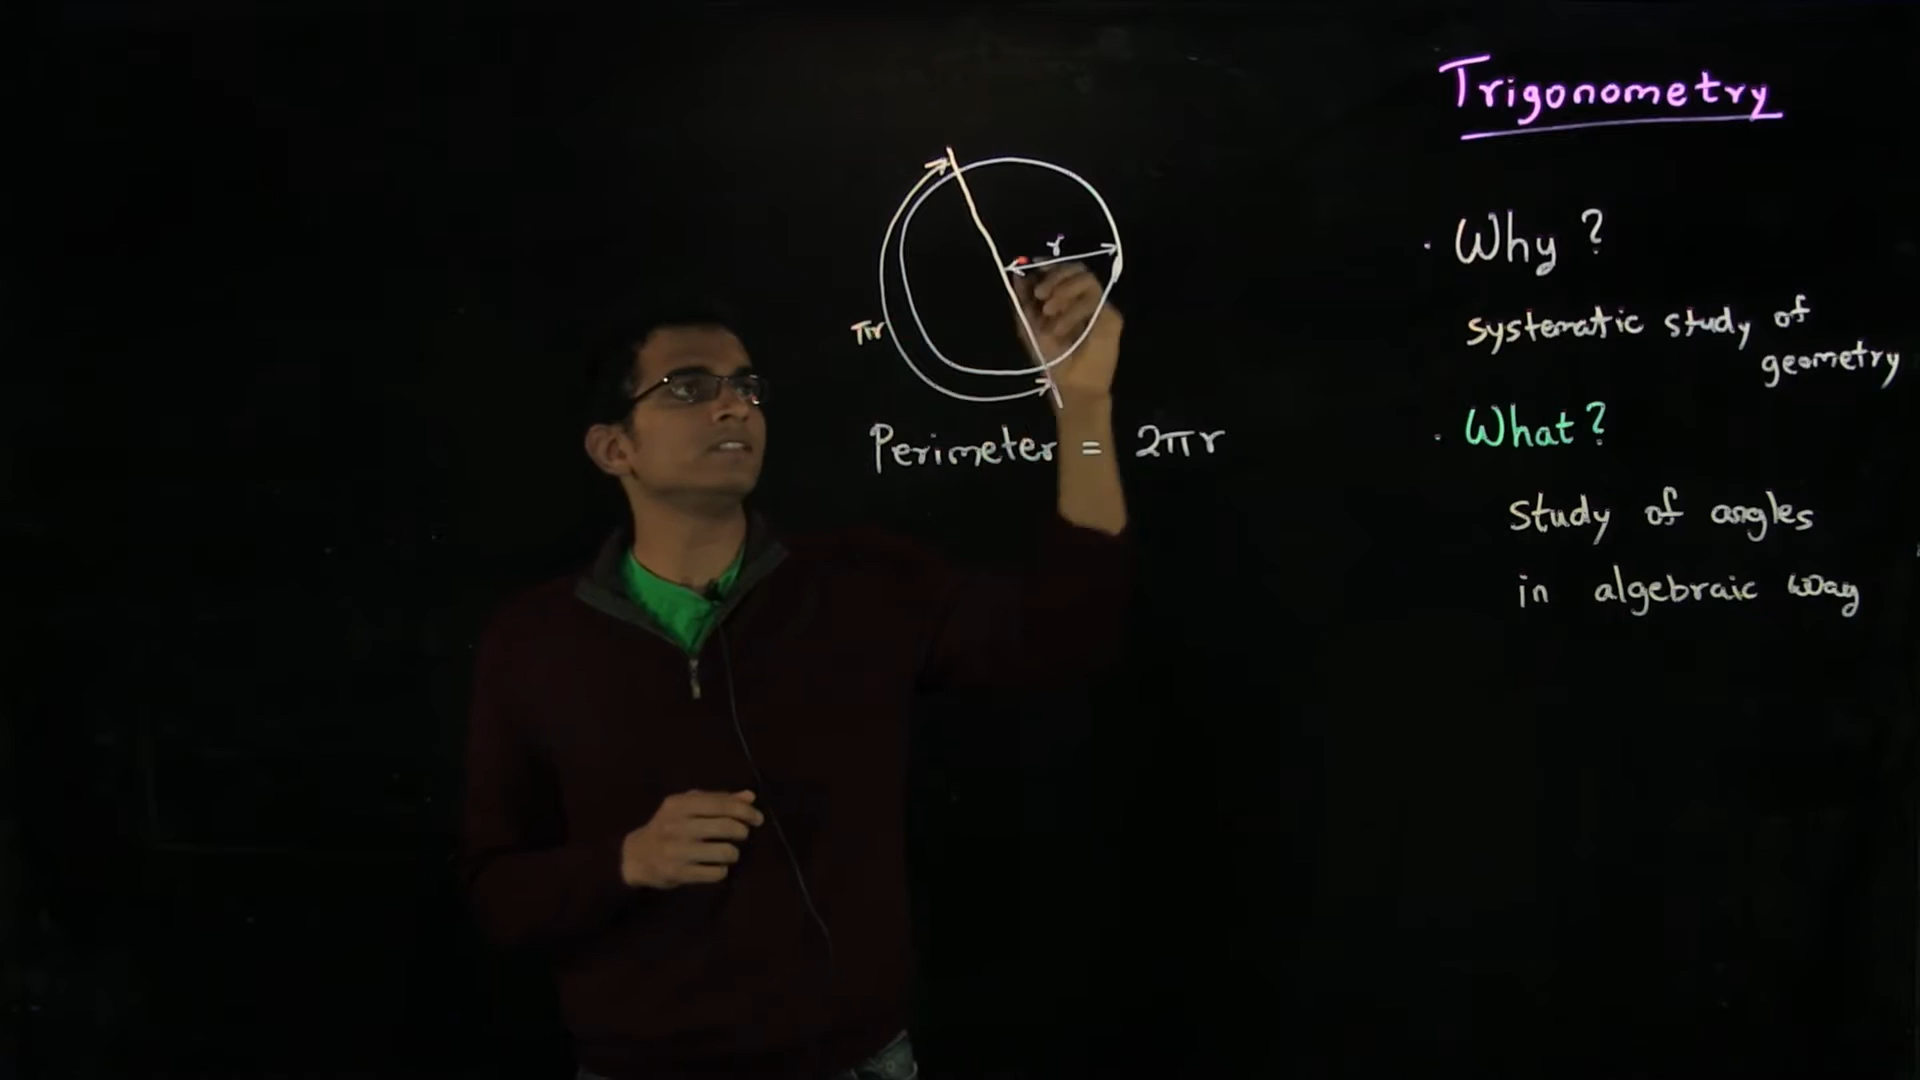 Trigonometry
r
πr
Perimeter = 2πr
· Why?
systematic study of
geometry
· What?
Study of angles
in algebraic way